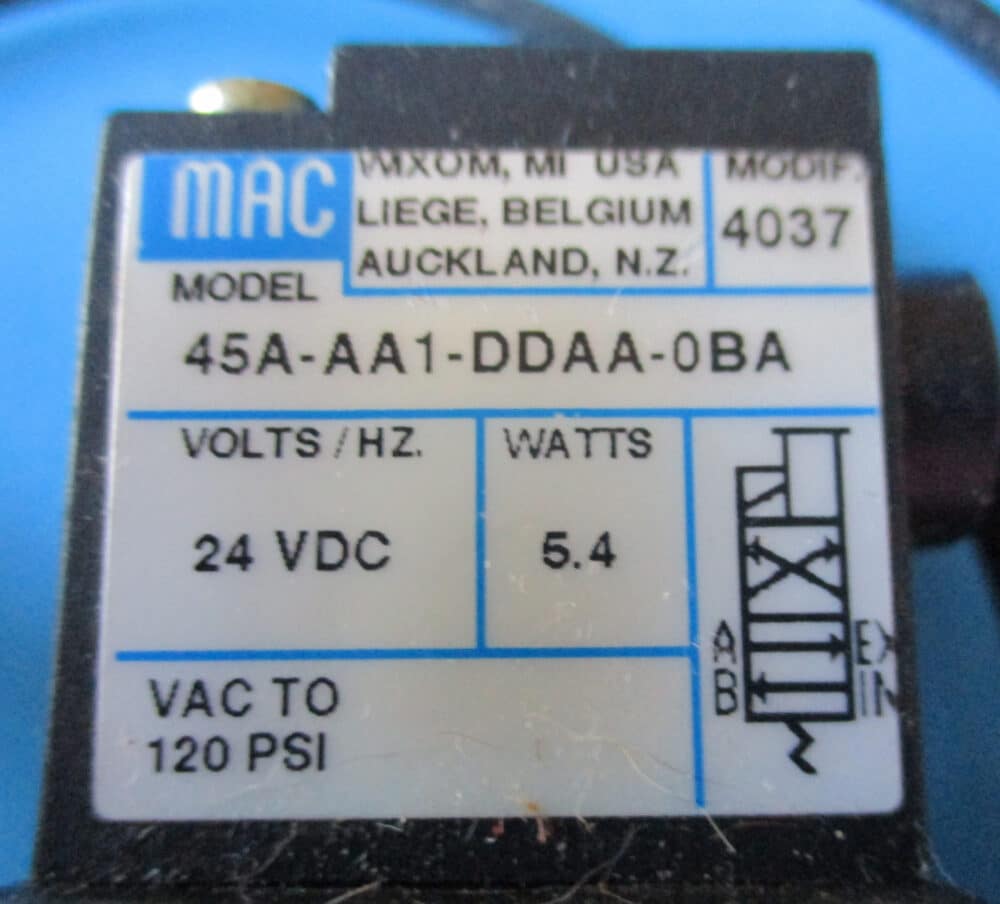 MAC
WIXOM, MI USA
LIEGE, BELGIUM
AUCKLAND, N.Z.
MODIF.
4037
MODEL
45A-AA1-DDAA-0BA
VOLTS / HZ.
24 VDC
WATTS
5.4
VAC TO
120 PSI
A EX
B IN